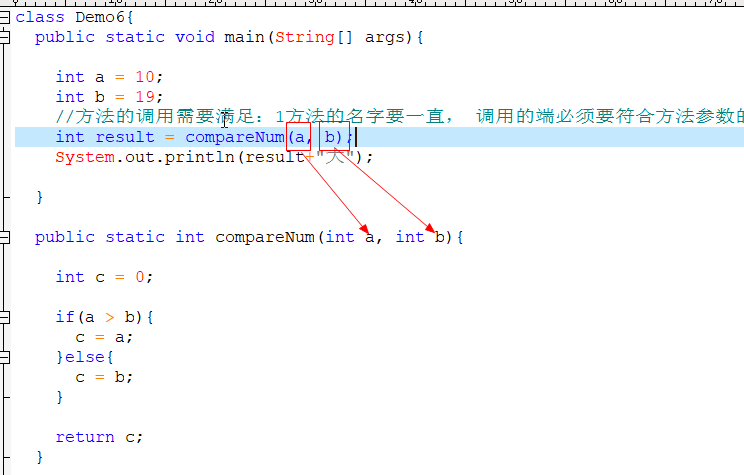 class Demo6{
public static void main(String[] args){
int a = 10;
int b = 19;
//方法的调用需要满足：1方法的名字要一直， 调用的端必须要符合方法参数的
int result = compareNum(a, b);
System.out.println(result+"大");
}
public static int compareNum(int a, int b){
int c = 0;
if(a > b){
c = a;
}else{
c = b;
}
return c;
}